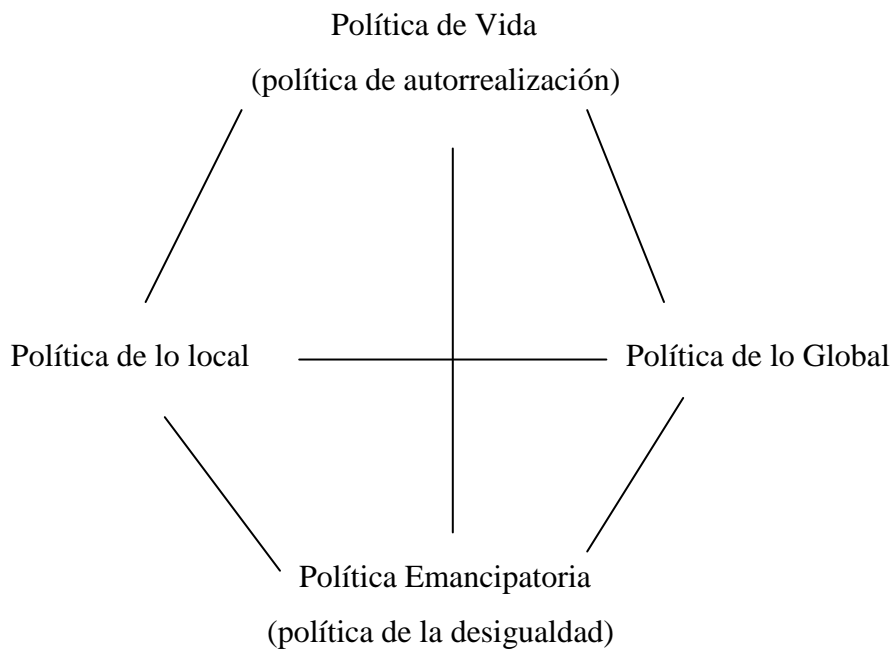 Política de Vida
(política de autorrealización)
Política de lo local
Política de lo Global
Política Emancipatoria
(política de la desigualdad)